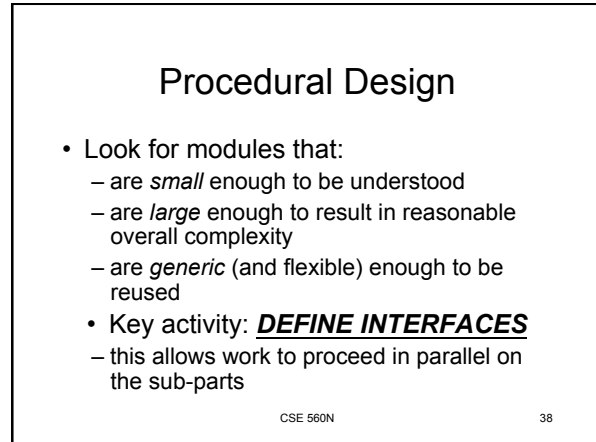 Procedural Design
• Look for modules that:
– are small enough to be understood
– are large enough to result in reasonable
overall complexity
– are generic (and flexible) enough to be
reused
• Key activity: DEFINE INTERFACES
– this allows work to proceed in parallel on
the sub-parts
CSE 560N
38